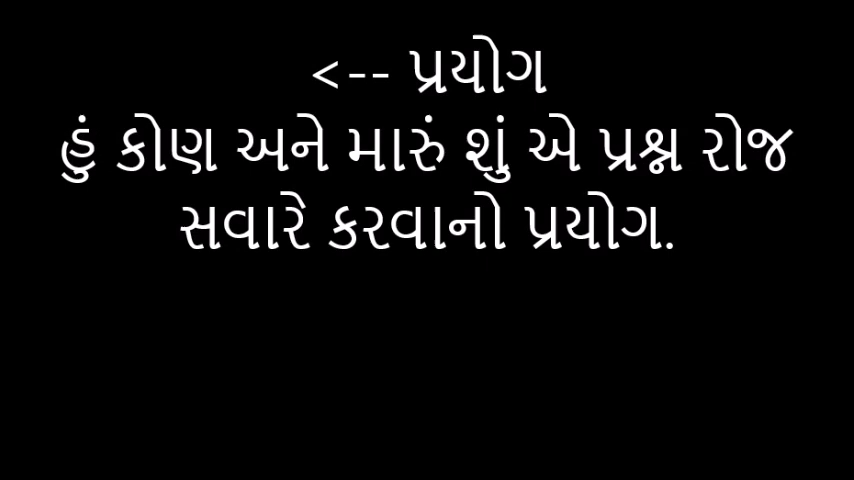 <-- પ્રયોગ
હું કોણ અને મારું શું એ પ્રશ્ન રોજ
સવારે કરવાનો પ્રયોગ.